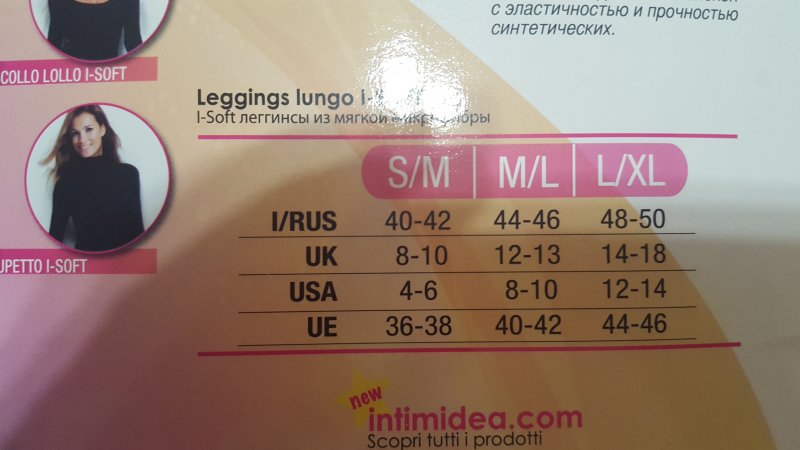 с эластичностью и прочностью
синтетических.
COLLO LOLLO I-SOFT
Leggings lungo
I-Soft леггинсы из мягкой
S/M M/L L/XL
I/RUS 40-42 44-46 48-50
UK 8-10 12-13 14-18
USA 4-6 8-10 12-14
UE 36-38 40-42 44-46
UPETTO I-SOFT
new
intimidea.com
Scopri tutti i prodotti